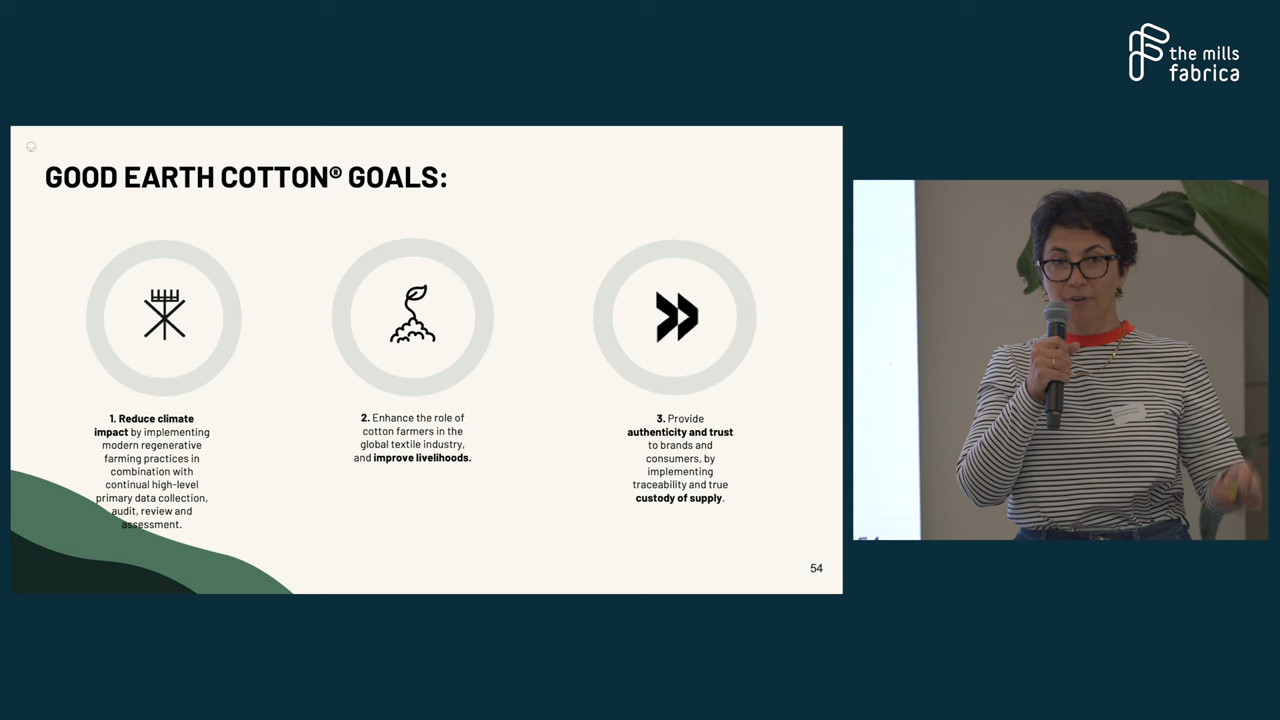 the mills
fabrica
GOOD EARTH COTTON® GOALS:
1. Reduce climate
impact by implementing
modern regenerative
farming practices in
combination with
continual high-level
primary data collection,
audit, review and
assessment.
2. Enhance the role of
cotton farmers in the
global textile industry,
and improve livelihoods.
3. Provide
authenticity and trust
to brands and
consumers, by
implementing
traceability and true
custody of supply.
54